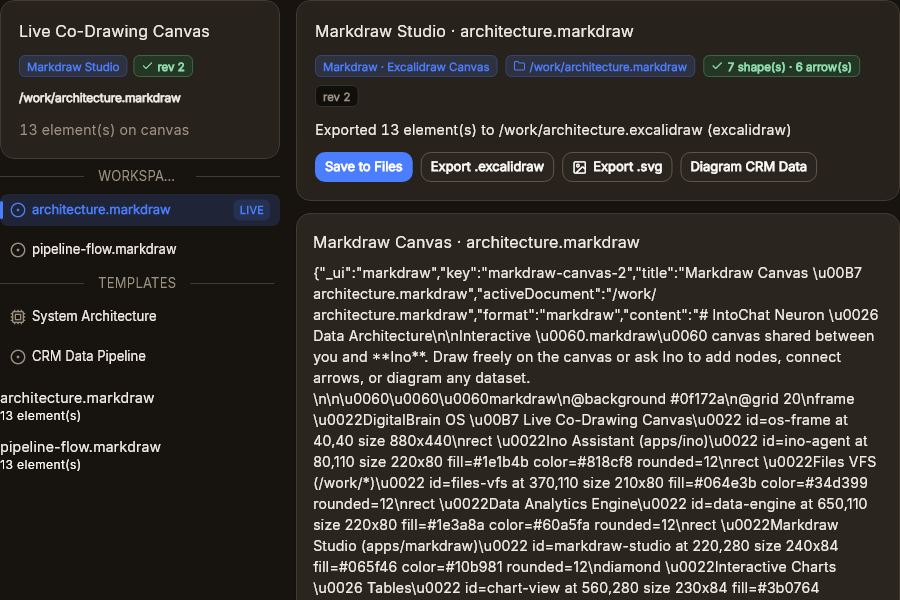 Live Co-Drawing Canvas
Markdraw Studio
rev 2
/work/architecture.markdraw
13 element(s) on canvas
WORKSPA...
architecture.markdraw
LIVE
pipeline-flow.markdraw
TEMPLATES
System Architecture
CRM Data Pipeline
architecture.markdraw
13 element(s)
pipeline-flow.markdraw
13 element(s)
Markdraw Studio · architecture.markdraw
Markdraw · Excalidraw Canvas
/work/architecture.markdraw
7 shape(s) · 6 arrow(s)
rev 2
Exported 13 element(s) to /work/architecture.excalidraw (excalidraw)
Save to Files
Export .excalidraw
Export .svg
Diagram CRM Data
Markdraw Canvas · architecture.markdraw
{"_ui":"markdraw","key":"markdraw-canvas-2","title":"Markdraw Canvas \u00B7
architecture.markdraw","activeDocument":"/work/
architecture.markdraw","format":"markdraw","content":"# IntoChat Neuron \u0026
Data Architecture\n\nInteractive \u0060.markdraw\u0060 canvas shared between
you and **Ino**. Draw freely on the canvas or ask Ino to add nodes, connect
arrows, or diagram any dataset.
\n\n\u0060\u0060\u0060markdraw\n@background #0f172a\n@grid 20\nframe
\u0022DigitalBrain OS \u00B7 Live Co-Drawing Canvas\u0022 id=os-frame at
40,40 size 880x440\nrect \u0022Ino Assistant (apps/ino)\u0022 id=ino-agent at
80,110 size 220x80 fill=#1e1b4b color=#818cf8 rounded=12\nrect \u0022Files VFS
(/work/*)\u0022 id=files-vfs at 370,110 size 210x80 fill=#064e3b color=#34d399
rounded=12\nrect \u0022Data Analytics Engine\u0022 id=data-engine at 650,110
size 220x80 fill=#1e3a8a color=#60a5fa rounded=12\nrect \u0022Markdraw
Studio (apps/markdraw)\u0022 id=markdraw-studio at 220,280 size 240x84
fill=#065f46 color=#10b981 rounded=12\ndiamond \u0022Interactive Charts
\u0026 Tables\u0022 id=chart-view at 560,280 size 230x84 fill=#3b0764